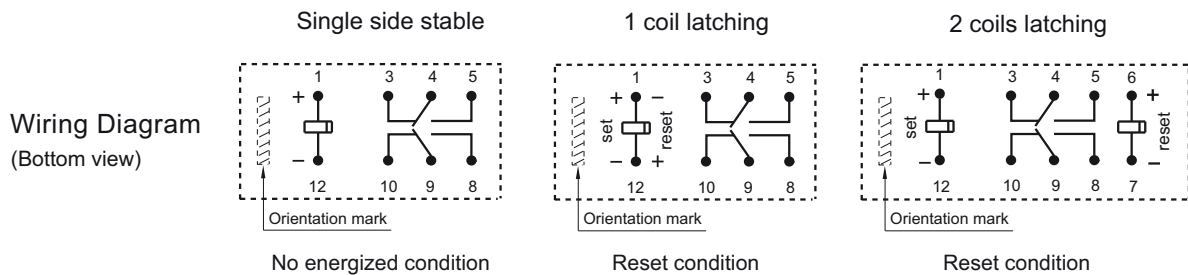 Single side stable 1 coil latching 2 coils latching
1 3 4 5 1 3 4 5 1 3 4 5 6
+ + − + +
Wiring Diagram
(Bottom view)
set reset set reset
− − + − −
12 10 9 8 12 10 9 8 12 10 9 8 7
Orientation mark Orientation mark Orientation mark
No energized condition Reset condition Reset condition